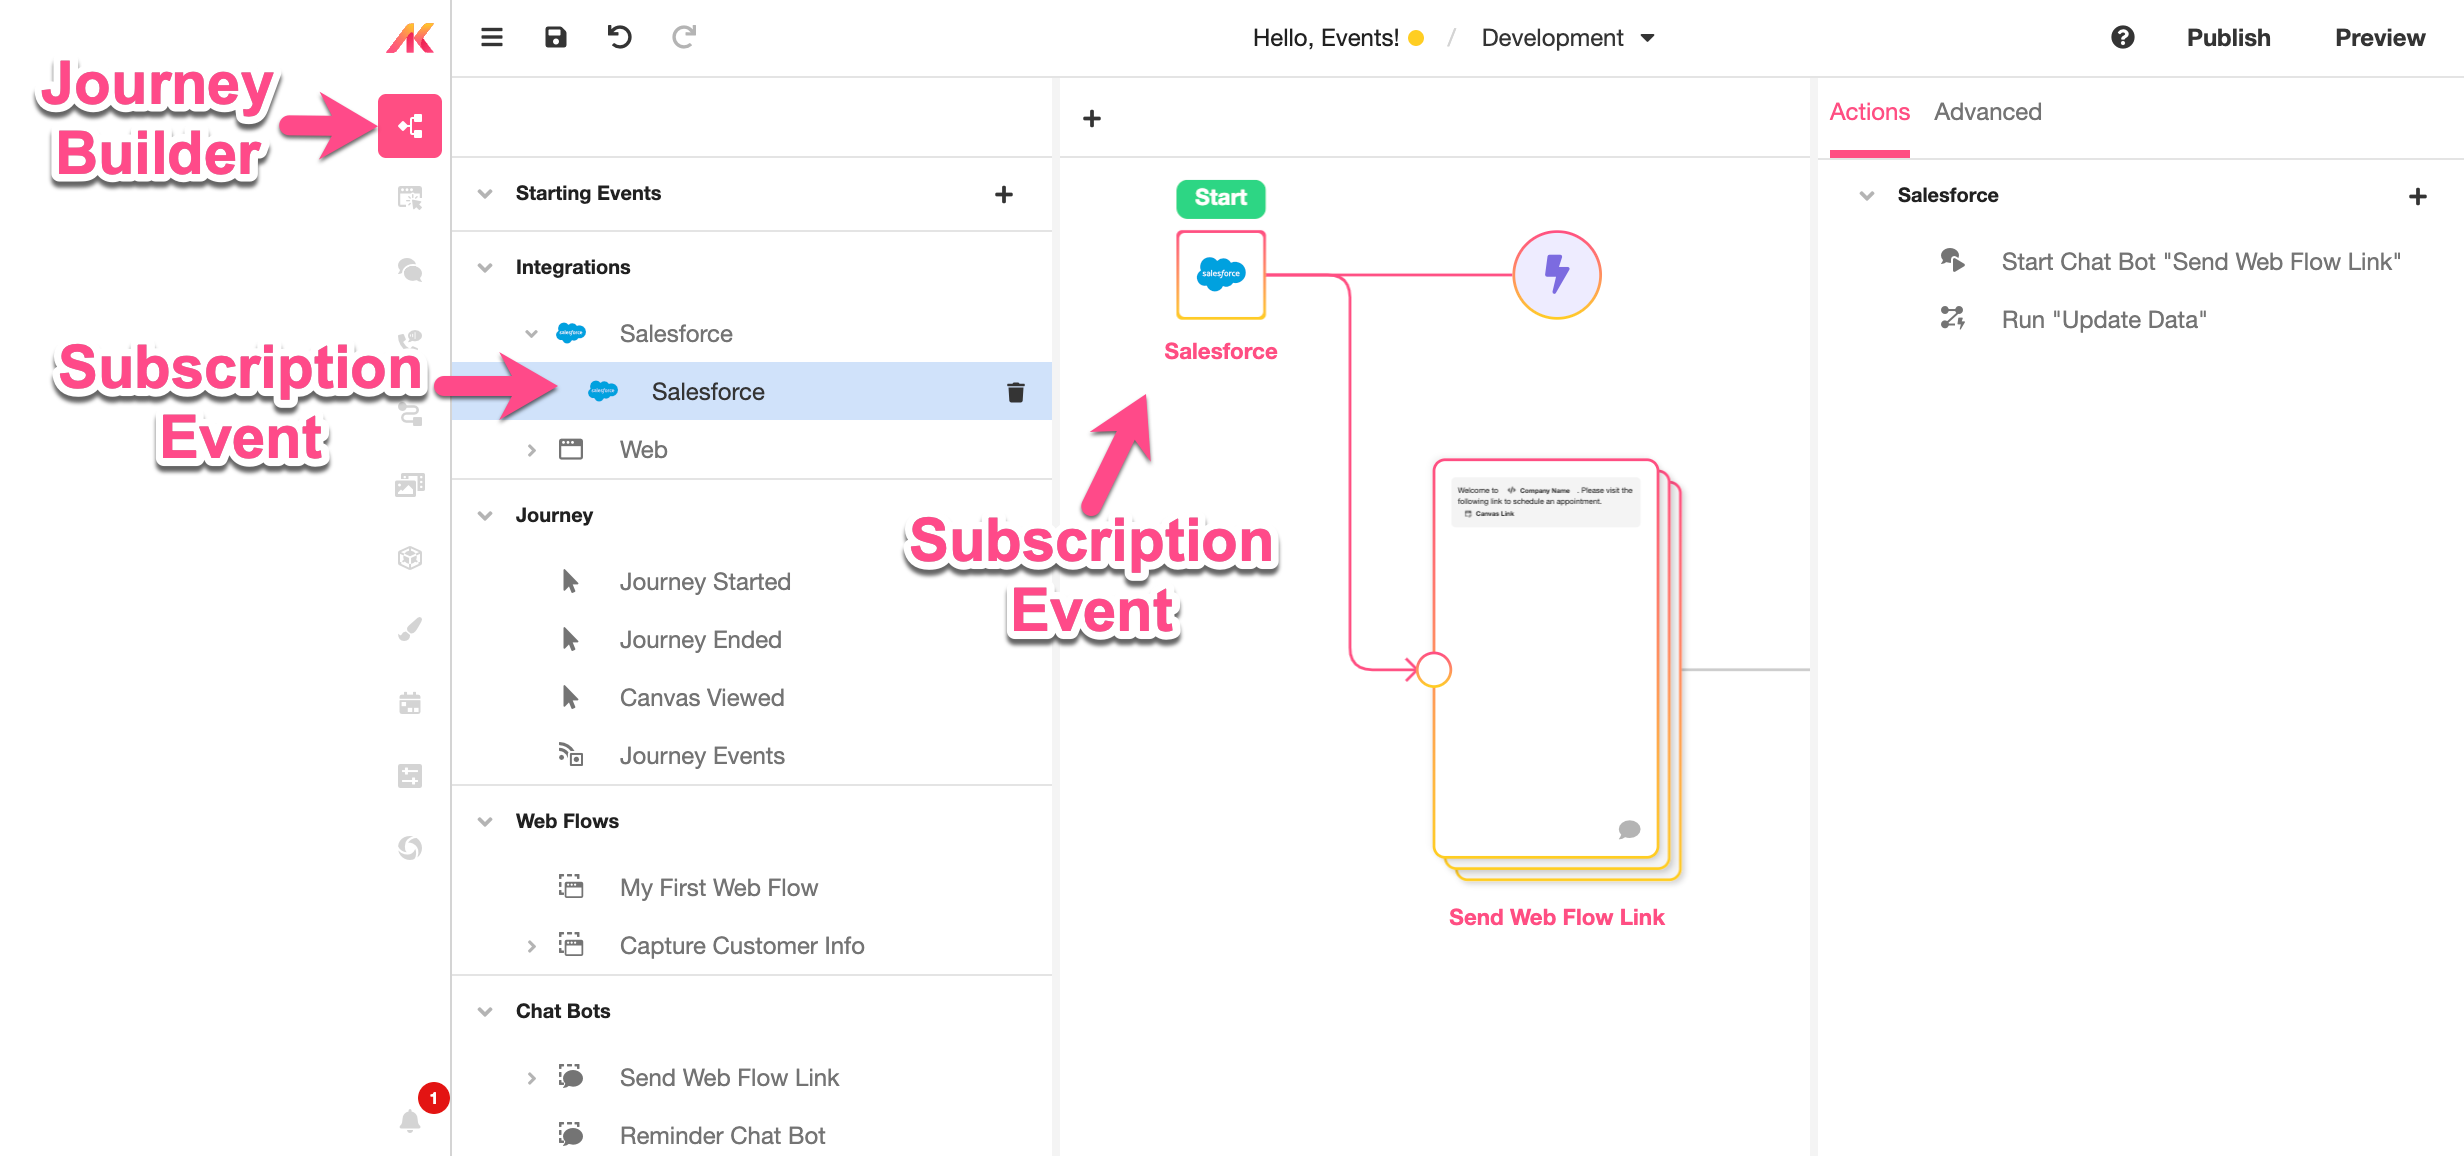 Hello, Events!
/
Development
Publish
Preview
Journey
Builder
Actions
Advanced
Starting Events
Start
Salesforce
Integrations
Start Chat Bot "Send Web Flow Link"
salesforce
Salesforce
Run "Update Data"
Salesforce
Subscription
Event
salesforce
Salesforce
salesforce
Web
Subscription
Event
Welcome to </> Company Name . Please visit the
following link to schedule an appointment.
Canvas Link
Journey
Journey Started
Journey Ended
Canvas Viewed
Journey Events
Web Flows
My First Web Flow
Send Web Flow Link
Capture Customer Info
Chat Bots
Send Web Flow Link
1
Reminder Chat Bot